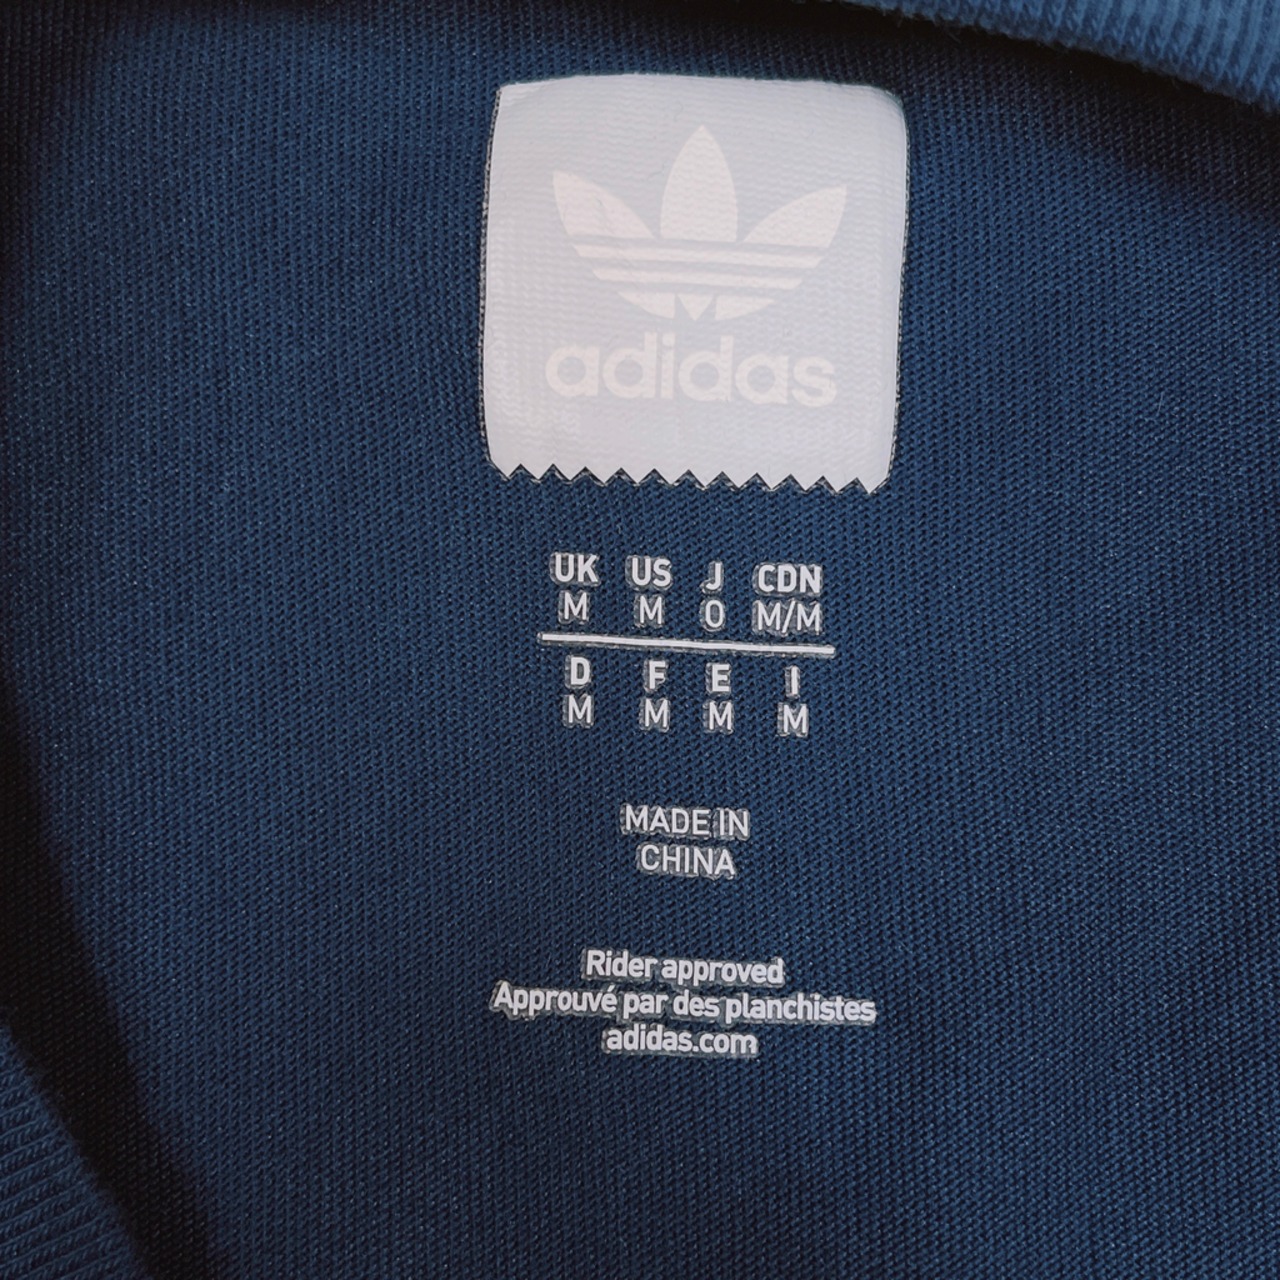 adidas
UK US J CDN
M M O M/M
D F E I
M M M M
MADE IN
CHINA
Rider approved
Approuvé par des planchistes
adidas.com